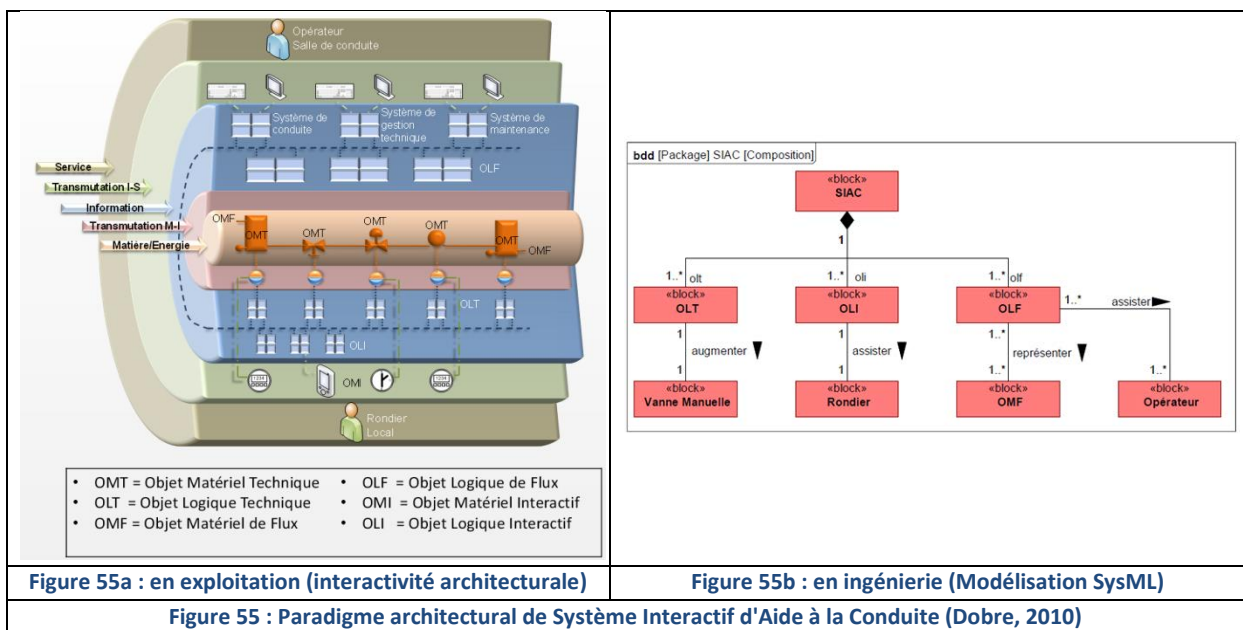 Opérateur
Salle de conduite
Système de
conduite
Système de
gestion
technique
Système de
maintenance
OLF
Service
Transmutation I-S
Information
Transmutation M-I
Matière/Energie
OMF
OMT
OMT
OMT
OMT
OMT
OMF
OLT
OLI
OMI
Rondier
Local
• OMT = Objet Matériel Technique
• OLT = Objet Logique Technique
• OMF = Objet Matériel de Flux
• OLF = Objet Logique de Flux
• OMI = Objet Matériel Interactif
• OLI = Objet Logique Interactif
bdd [Package] SIAC [Composition]
«block»
SIAC
1
1..* olt
1..* oli
1..* olf
«block»
OLT
«block»
OLI
«block»
OLF
1..* assister
1
augmenter
1
1
assister
1
1..*
représenter
1..*
1..*
«block»
Vanne Manuelle
«block»
Rondier
«block»
OMF
«block»
Opérateur
Figure 55a : en exploitation (interactivité architecturale)
Figure 55b : en ingénierie (Modélisation SysML)
Figure 55 : Paradigme architectural de Système Interactif d'Aide à la Conduite (Dobre, 2010)